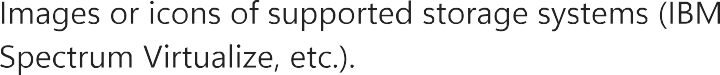 Images or icons of supported storage systems (IBM
Spectrum Virtualize, etc.).